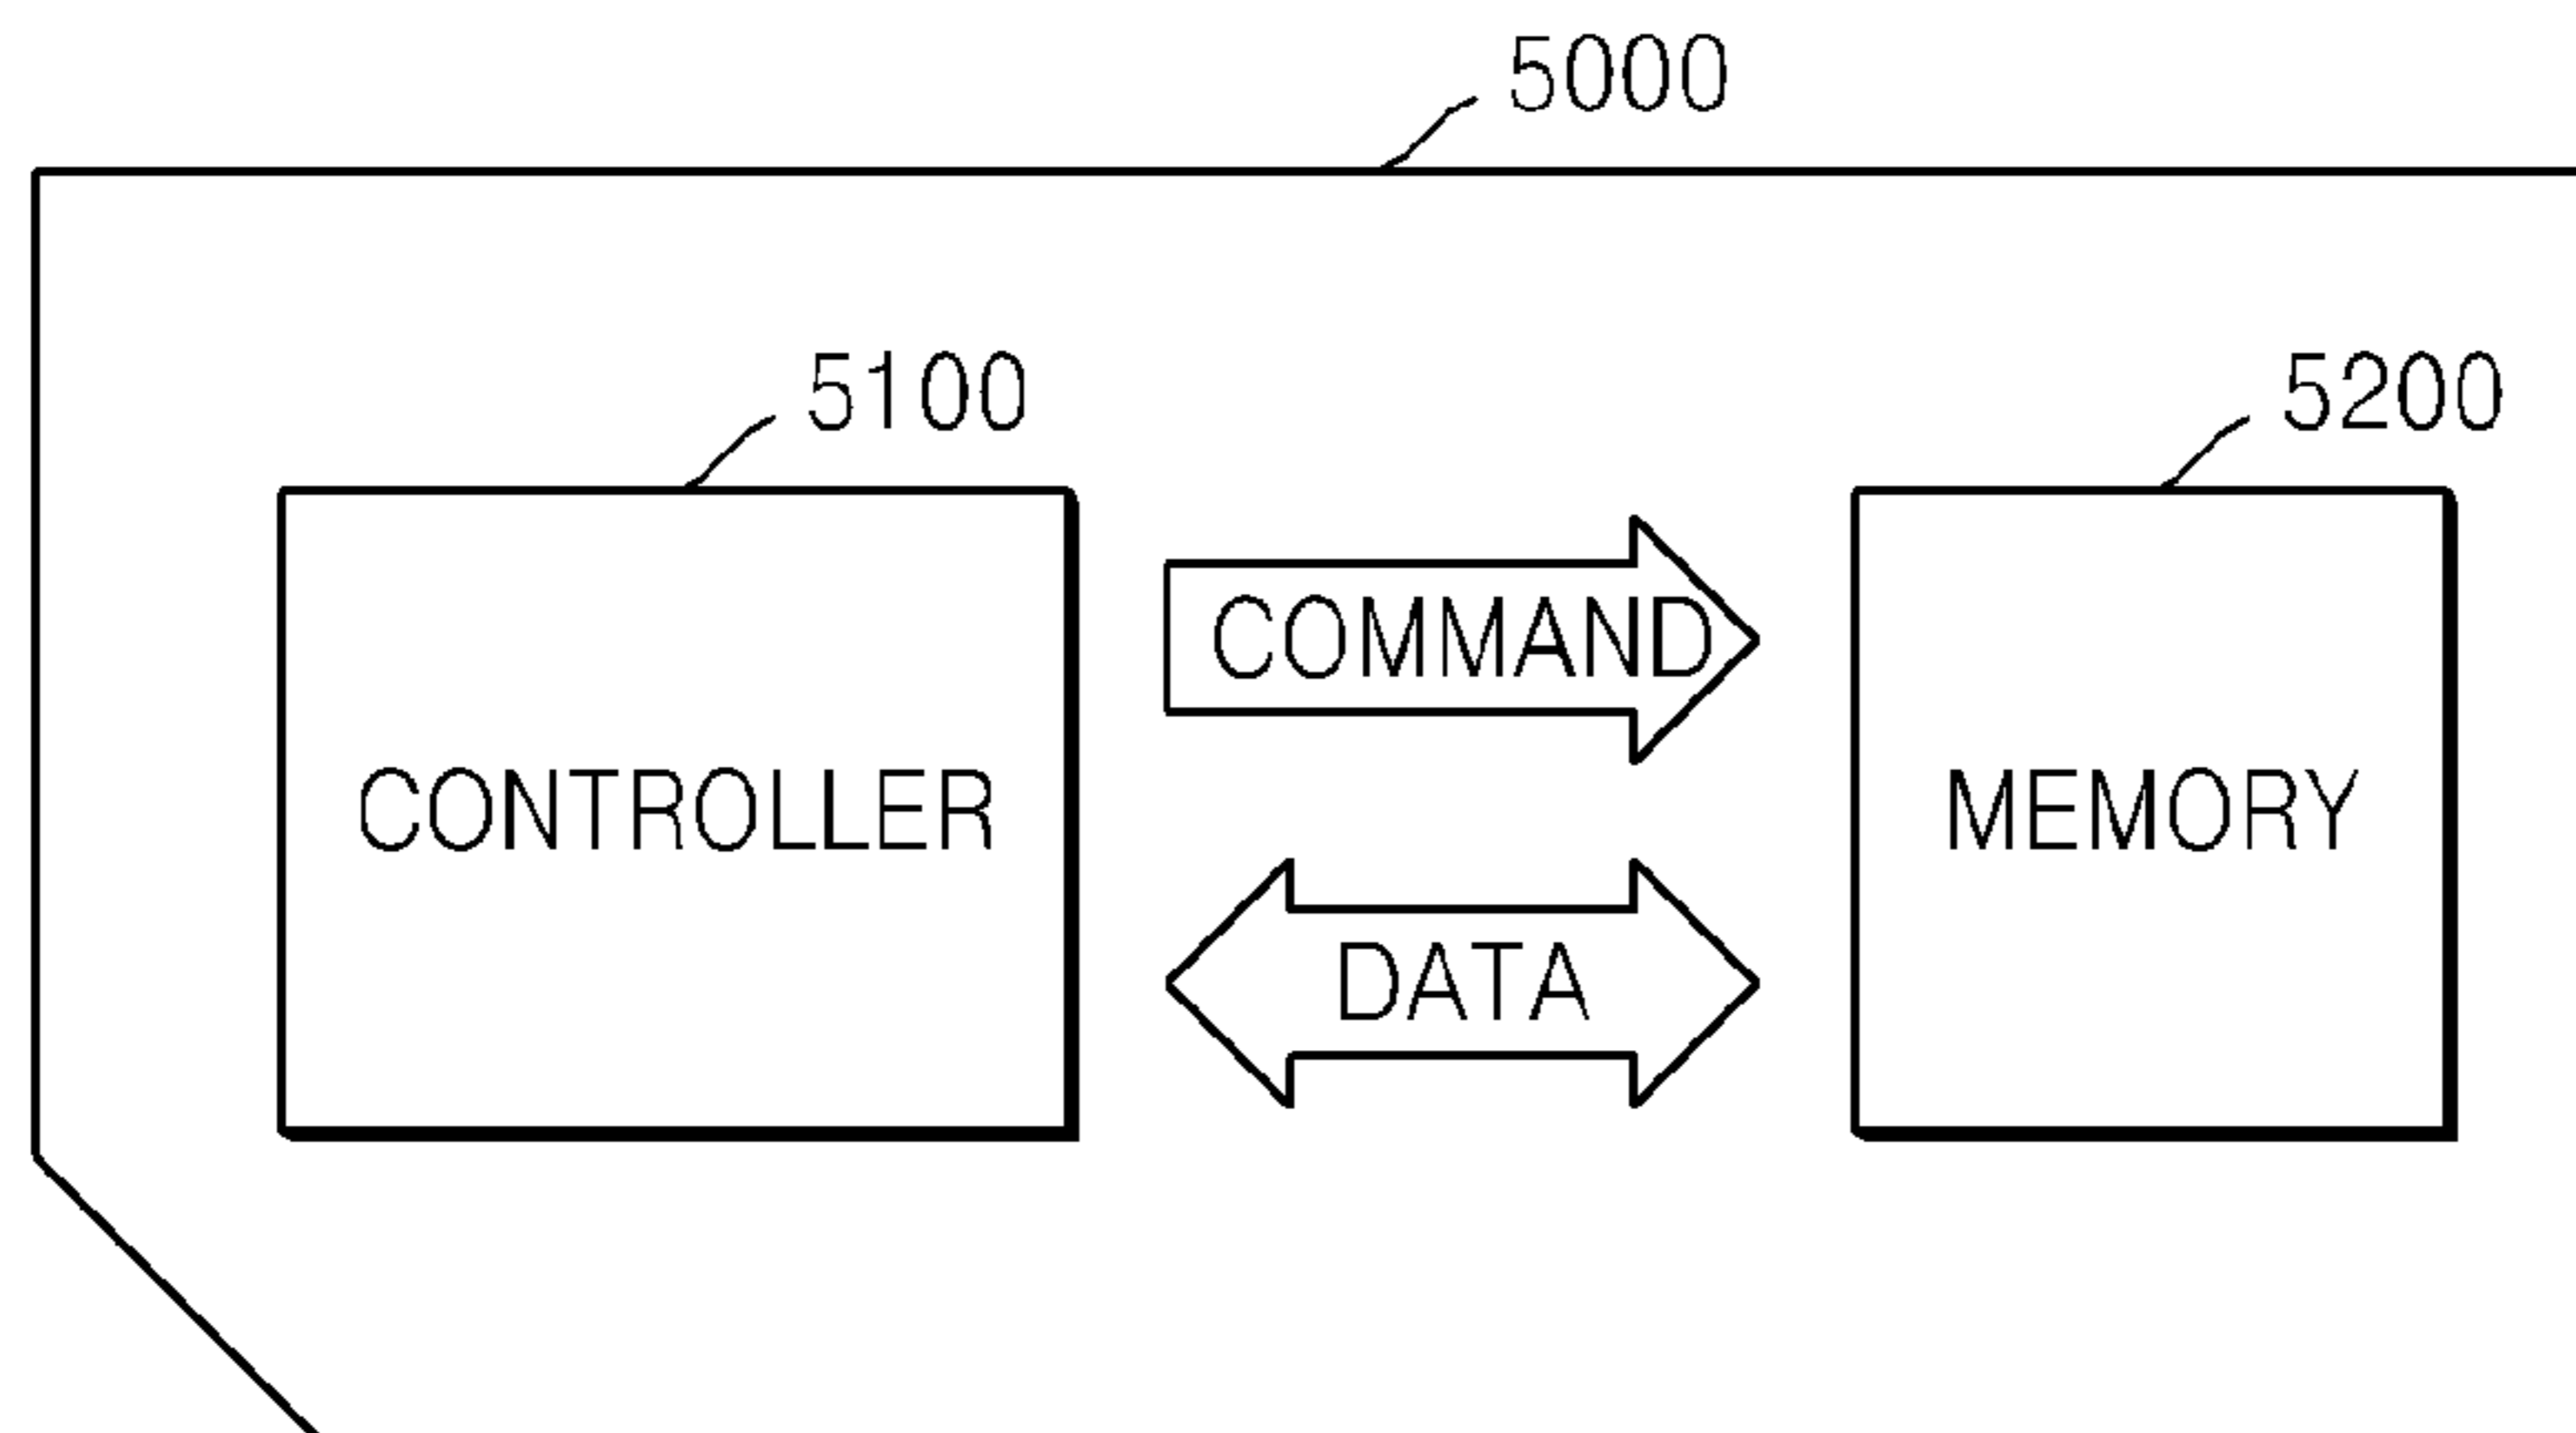 5000
5100
5200
COMMAND
CONTROLLER
MEMORY
DATA